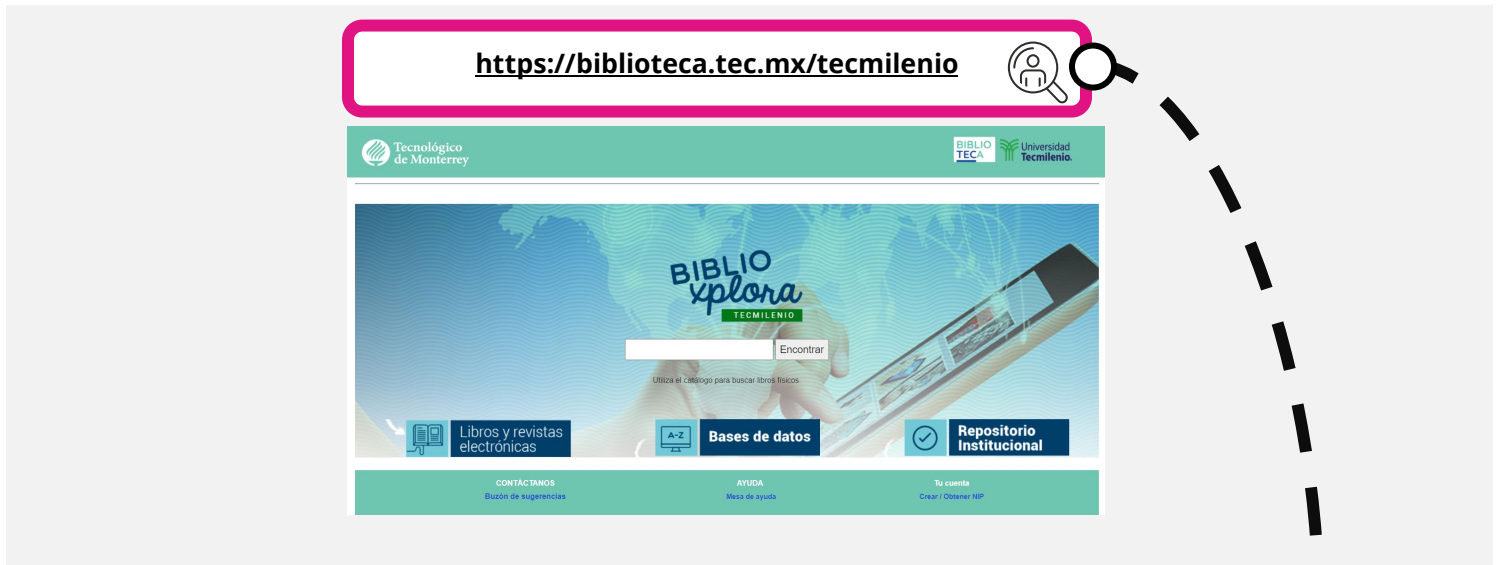 https://biblioteca.tec.mx/tecmilenio
Tecnológico
de Monterrey
BIBLIO
TECA
Universidad
Tecmilenio.
BIBLIO
xplora
TECMILENIO
Encontrar
Utiliza el catálogo para buscar libros físicos
Libros y revistas
electrónicas
A-Z
Bases de datos
Repositorio
Institucional
CONTÁCTANOS
AYUDA
Tu cuenta
Buzón de sugerencias
Mesa de ayuda
Crear / Obtener NIP